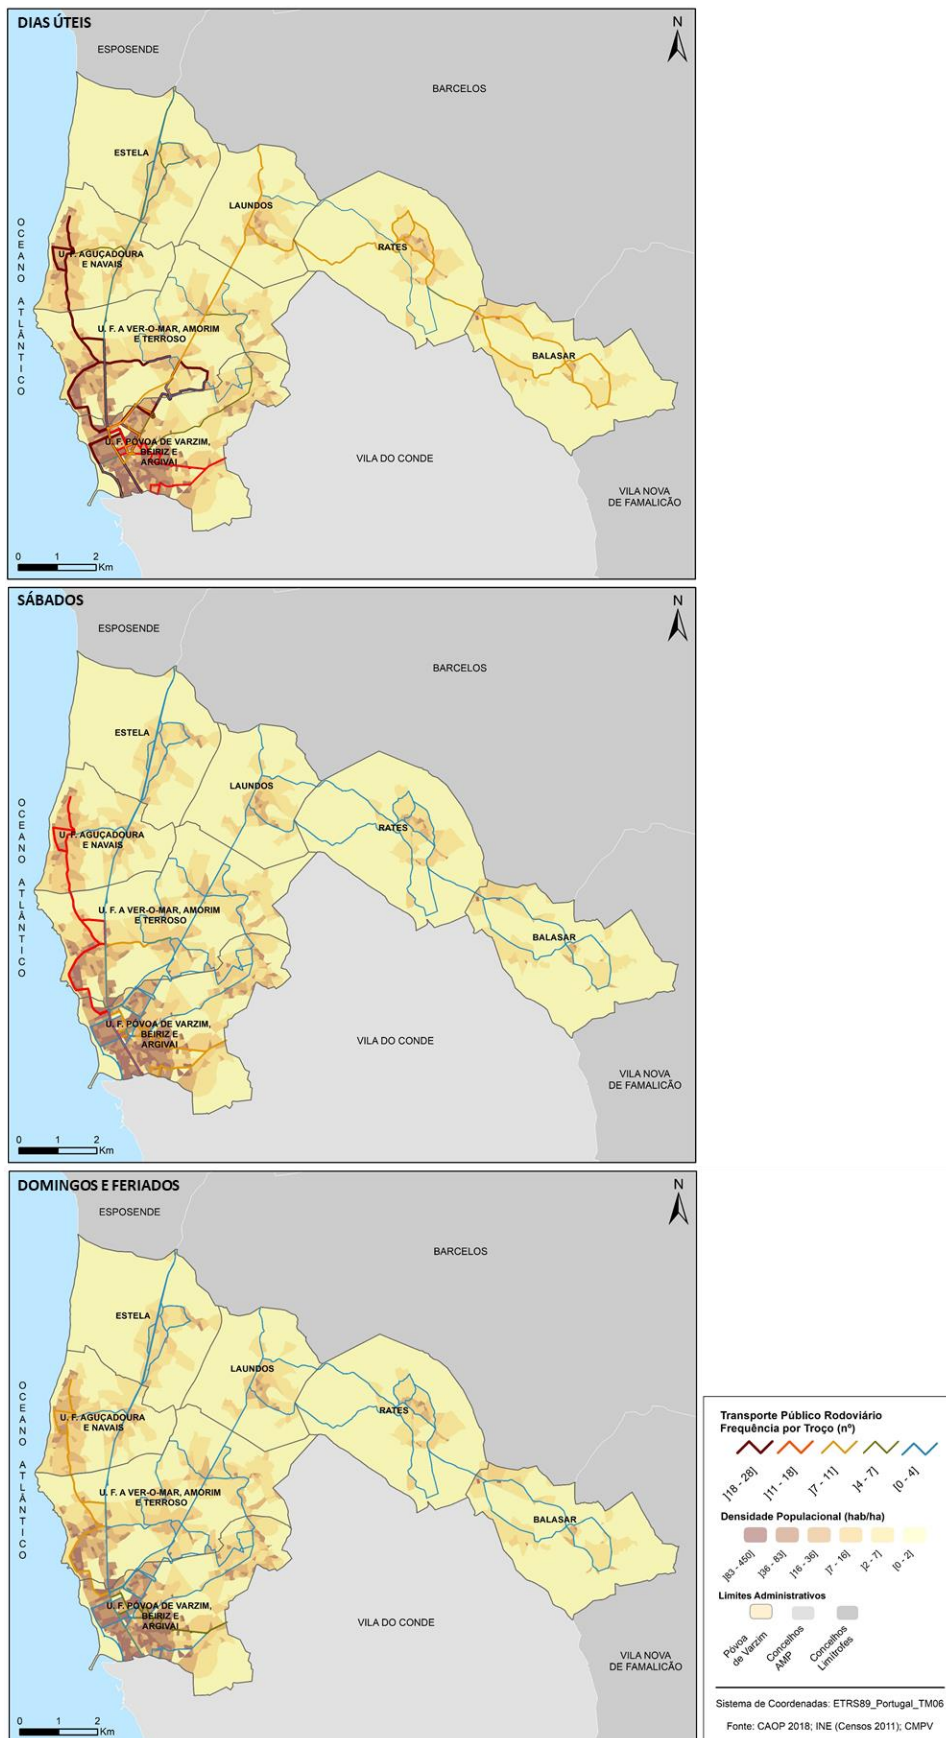 DIAS ÚTEIS
N
ESPOSENDE
BARCELOS
ESTELA
LAUNDOS
OCEANO ATLÂNTICO
RATES
U. F. AGUÇADOURA
E NAVAIS
U. F. A VER-O-MAR, AMORIM
E TERROSO
BALASAR
U. F. PÓVOA DE VARZIM,
BEIRIZ E
ARGIVAI
VILA DO CONDE
VILA NOVA
DE FAMALICÃO
0 1 2
Km
SÁBADOS
N
ESPOSENDE
BARCELOS
ESTELA
LAUNDOS
OCEANO ATLÂNTICO
RATES
U. F. AGUÇADOURA
E NAVAIS
U. F. A VER-O-MAR, AMORIM
E TERROSO
BALASAR
U. F. PÓVOA DE VARZIM,
BEIRIZ E
ARGIVAI
VILA DO CONDE
VILA NOVA
DE FAMALICÃO
0 1 2
Km
DOMINGOS E FERIADOS
N
ESPOSENDE
BARCELOS
ESTELA
LAUNDOS
OCEANO ATLÂNTICO
RATES
U. F. AGUÇADOURA
E NAVAIS
U. F. A VER-O-MAR, AMORIM
E TERROSO
BALASAR
U. F. PÓVOA DE VARZIM,
BEIRIZ E
ARGIVAI
VILA DO CONDE
VILA NOVA
DE FAMALICÃO
0 1 2
Km
Transporte Público Rodoviário
Frequência por Troço (nº)
]18 - 28]
]11 - 18]
]7 - 11]
]4 - 7]
[0 - 4]
Densidade Populacional (hab/ha)
]83 - 450]
]36 - 83]
]16 - 36]
]7 - 16]
]2 - 7]
[0 - 2]
Limites Administrativos
Póvoa
de Varzim
Concelhos
AMP
Concelhos
Limítrofes
Sistema de Coordenadas: ETRS89_Portugal_TM06
Fonte: CAOP 2018; INE (Censos 2011); CMPV